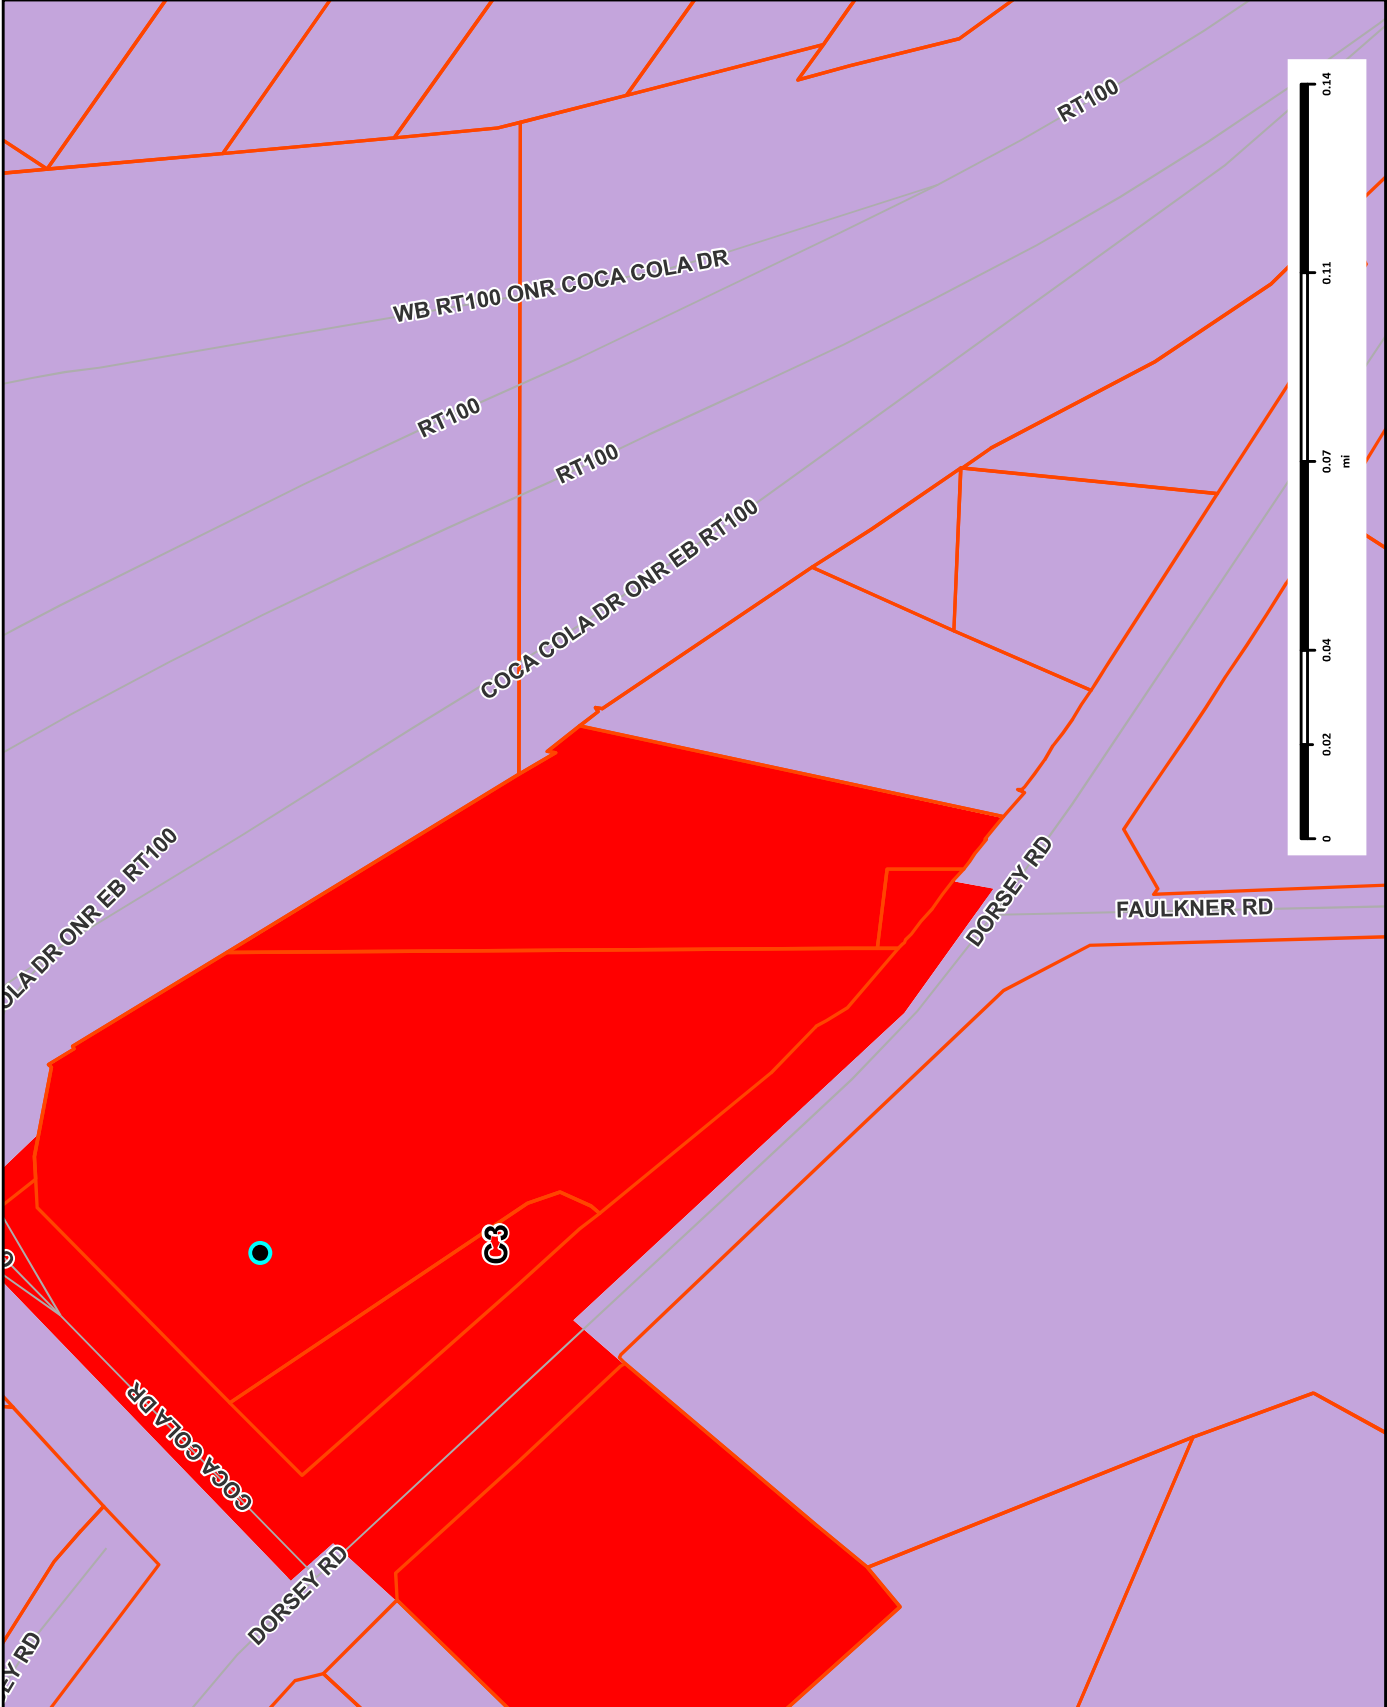 RT100
0.14
WB RT100 ONR COCA COLA DR
0.11
RT100
RT100
0.07
mi
COCA COLA DR ONR EB RT100
0.04
0.02
0
OLA DR ONR EB RT100
DORSEY RD
FAULKNER RD
C3
COCA COLA DR
DORSEY RD
EY RD